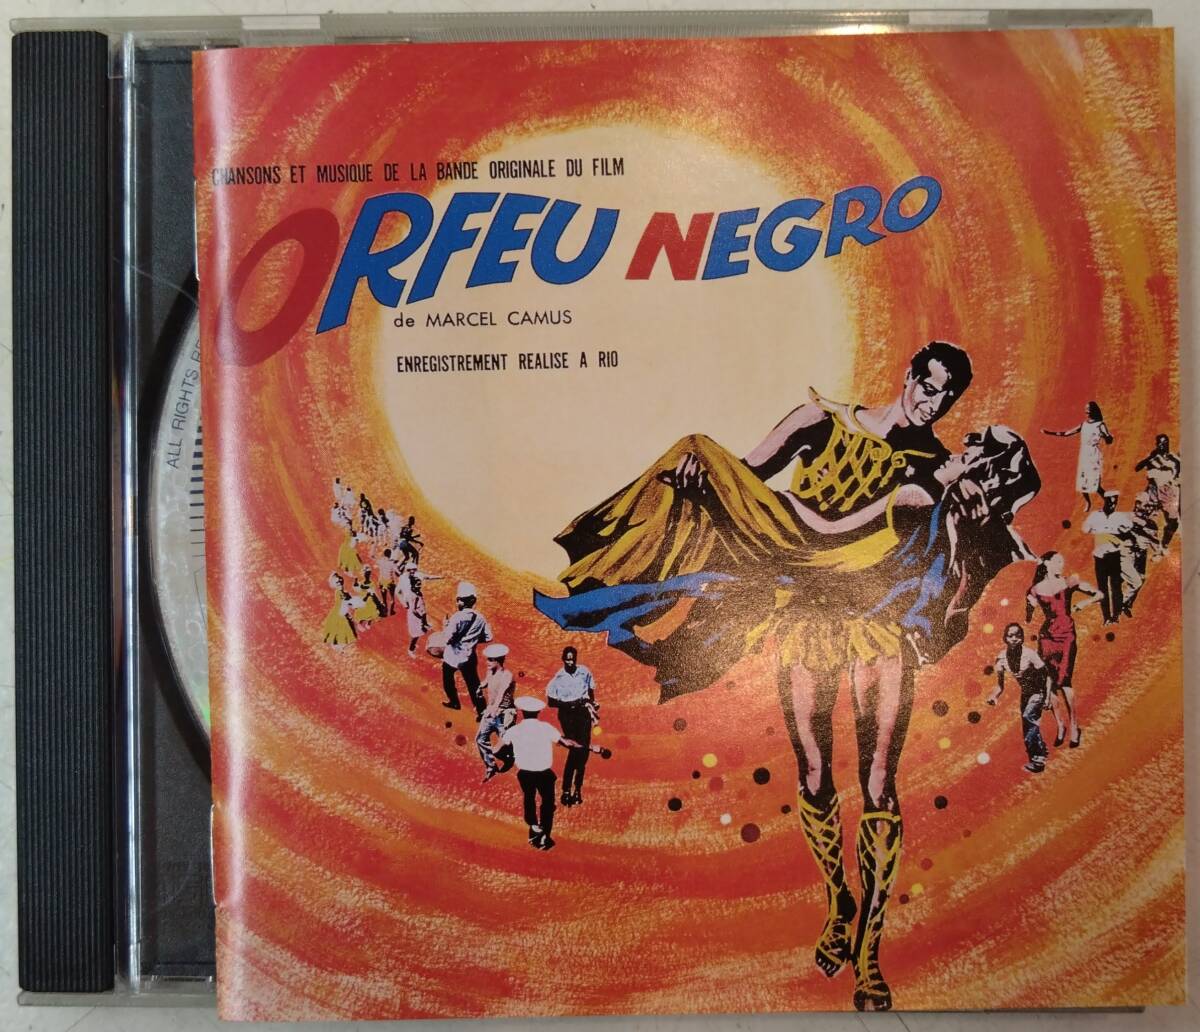 CHANSONS ET MUSIQUE DE LA BANDE ORIGINALE DU FILM
ORFEU NEGRO
de MARCEL CAMUS
ENREGISTREMENT REALISE A RIO
ALL RIGHTS